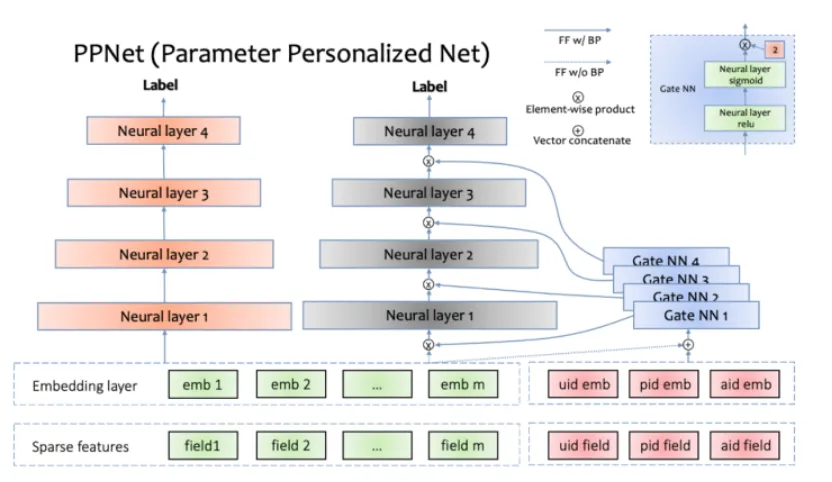 PPNet (Parameter Personalized Net)
FF w/ BP
FF w/o BP
ⓧ
Element-wise product
⊕
Vector concatenate
Gate NN
ⓧ
2
Neural layer
sigmoid
Neural layer
relu
Label
Neural layer 4
Neural layer 3
Neural layer 2
Neural layer 1
Label
Neural layer 4
ⓧ
Neural layer 3
ⓧ
Neural layer 2
ⓧ
Neural layer 1
ⓧ
Gate NN 4
Gate NN 3
Gate NN 2
Gate NN 1
⊕
Embedding layer emb 1 emb 2 ... emb m uid emb pid emb aid emb
Sparse features field1 field 2 ... field m uid field pid field aid field